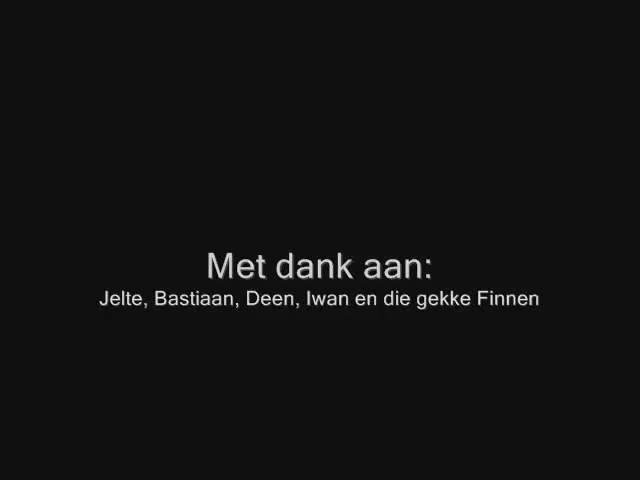 Met dank aan:
Jelte, Bastiaan, Deen, Iwan en die gekke Finnen